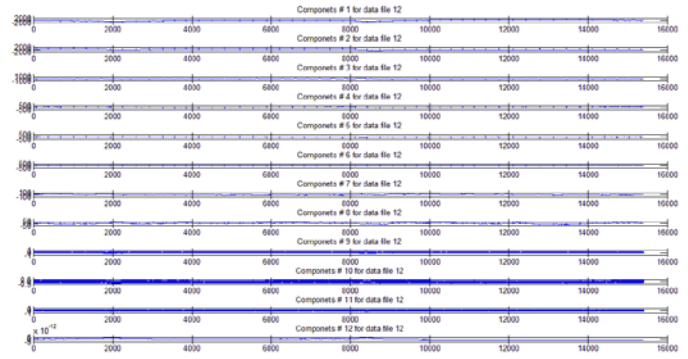 Componets # 1 for data file 12
0 2000 4000 6000 8000 10000 12000 14000 16000
Componets # 2 for data file 12
0 2000 4000 6000 8000 10000 12000 14000 16000
Componets # 3 for data file 12
0 2000 4000 6000 8000 10000 12000 14000 16000
Componets # 4 for data file 12
0 2000 4000 6000 8000 10000 12000 14000 16000
Componets # 5 for data file 12
0 2000 4000 6000 8000 10000 12000 14000 16000
Componets # 6 for data file 12
0 2000 4000 6000 8000 10000 12000 14000 16000
Componets # 7 for data file 12
0 2000 4000 6000 8000 10000 12000 14000 16000
Componets # 8 for data file 12
0 2000 4000 6000 8000 10000 12000 14000 16000
Componets # 9 for data file 12
0 2000 4000 6000 8000 10000 12000 14000 16000
Componets # 10 for data file 12
0 2000 4000 6000 8000 10000 12000 14000 16000
Componets # 11 for data file 12
0 2000 4000 6000 8000 10000 12000 14000 16000
x 10^-12 Componets # 12 for data file 12
0 2000 4000 6000 8000 10000 12000 14000 16000